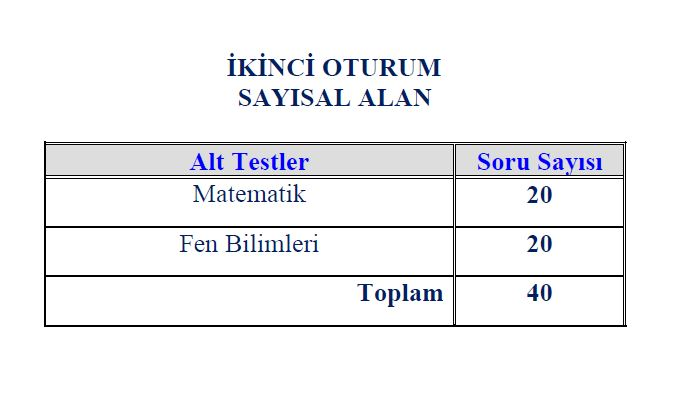 İKİNCİ OTURUM
SAYISAL ALAN
Alt Testler Soru Sayısı
Matematik 20
Fen Bilimleri 20
Toplam 40